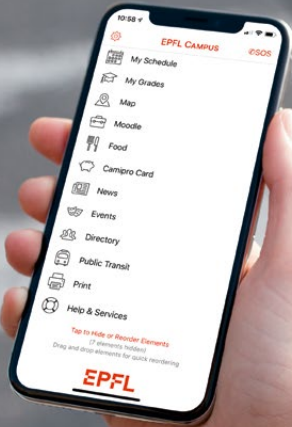 10:58
EPFL CAMPUS
SOS
My Schedule
My Grades
Map
Moodle
Food
Camipro Card
News
Events
Directory
Public Transit
Print
Help & Services
Tap to Hide or Reorder Elements
(7 elements hidden)
Drag and drop elements for quick reordering
EPFL